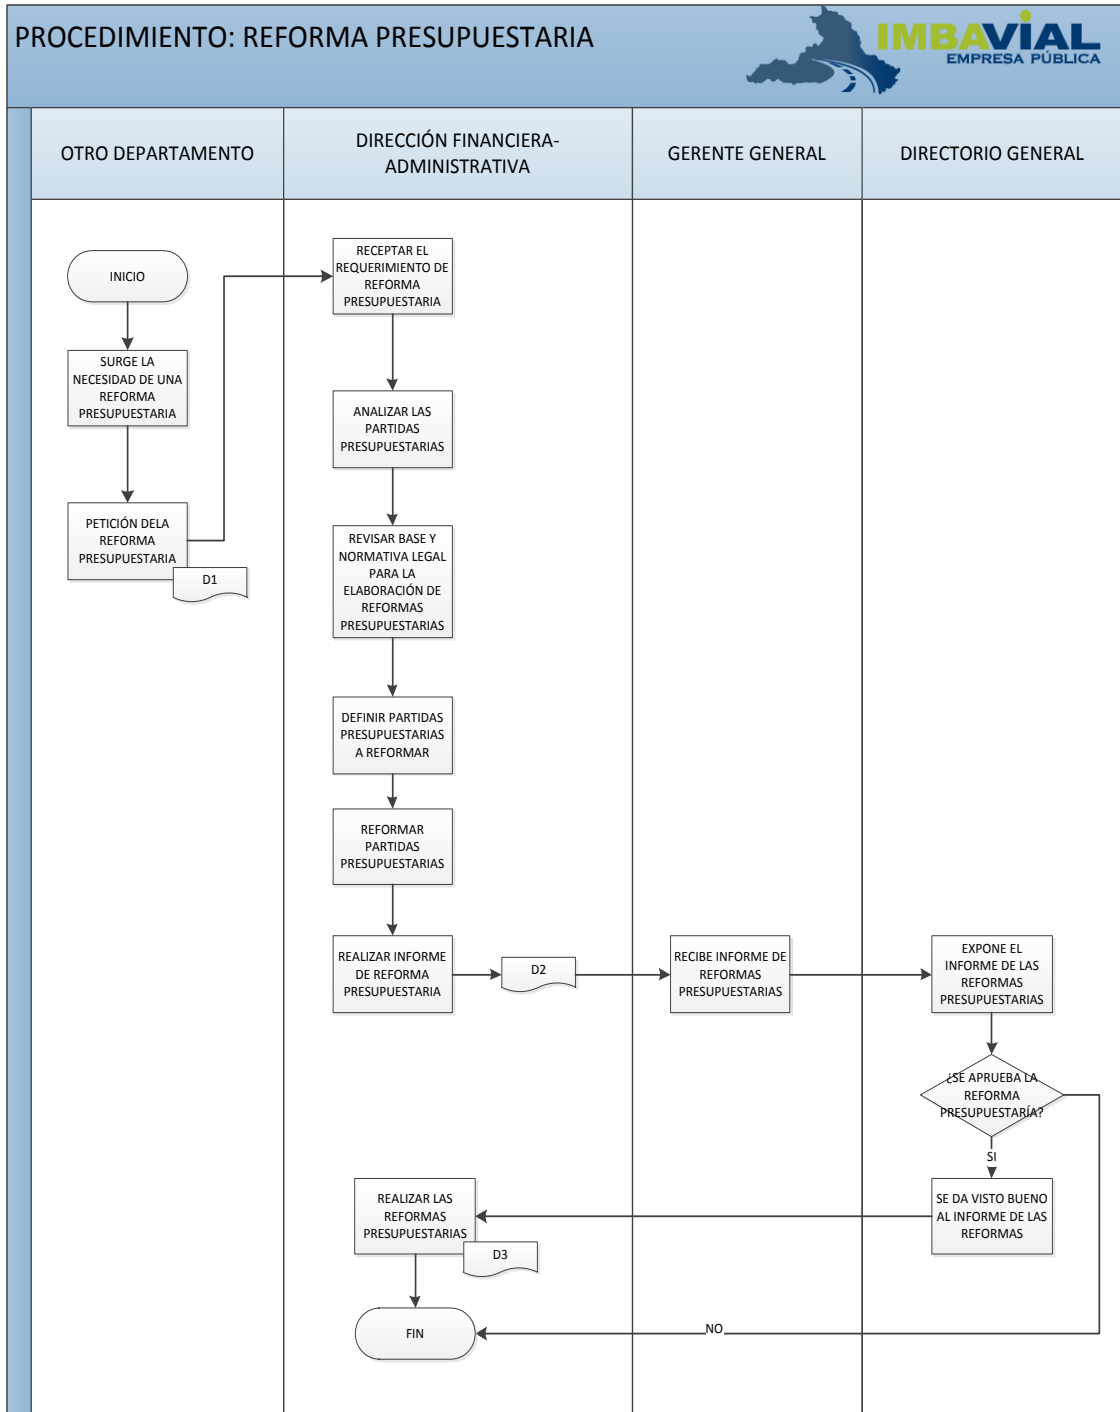 PROCEDIMIENTO: REFORMA PRESUPUESTARIA
IMBAVIAL
EMPRESA PÚBLICA
OTRO DEPARTAMENTO
DIRECCIÓN FINANCIERA-
ADMINISTRATIVA
GERENTE GENERAL
DIRECTORIO GENERAL
INICIO
SURGE LA
NECESIDAD DE UNA
REFORMA
PRESUPUESTARIA
PETICIÓN DELA
REFORMA
PRESUPUESTARIA
D1
RECEPTAR EL
REQUERIMIENTO DE
REFORMA
PRESUPUESTARIA
ANALIZAR LAS
PARTIDAS
PRESUPUESTARIAS
REVISAR BASE Y
NORMATIVA LEGAL
PARA LA
ELABORACIÓN DE
REFORMAS
PRESUPUESTARIAS
DEFINIR PARTIDAS
PRESUPUESTARIAS
A REFORMAR
REFORMAR
PARTIDAS
PRESUPUESTARIAS
REALIZAR INFORME
DE REFORMA
PRESUPUESTARIA
D2
RECIBE INFORME DE
REFORMAS
PRESUPUESTARIAS
EXPONE EL
INFORME DE LAS
REFORMAS
PRESUPUESTARIAS
¿SE APRUEBA LA
REFORMA
PRESUPUESTARÍA?
SI
SE DA VISTO BUENO
AL INFORME DE LAS
REFORMAS
REALIZAR LAS
REFORMAS
PRESUPUESTARIAS
D3
FIN
NO